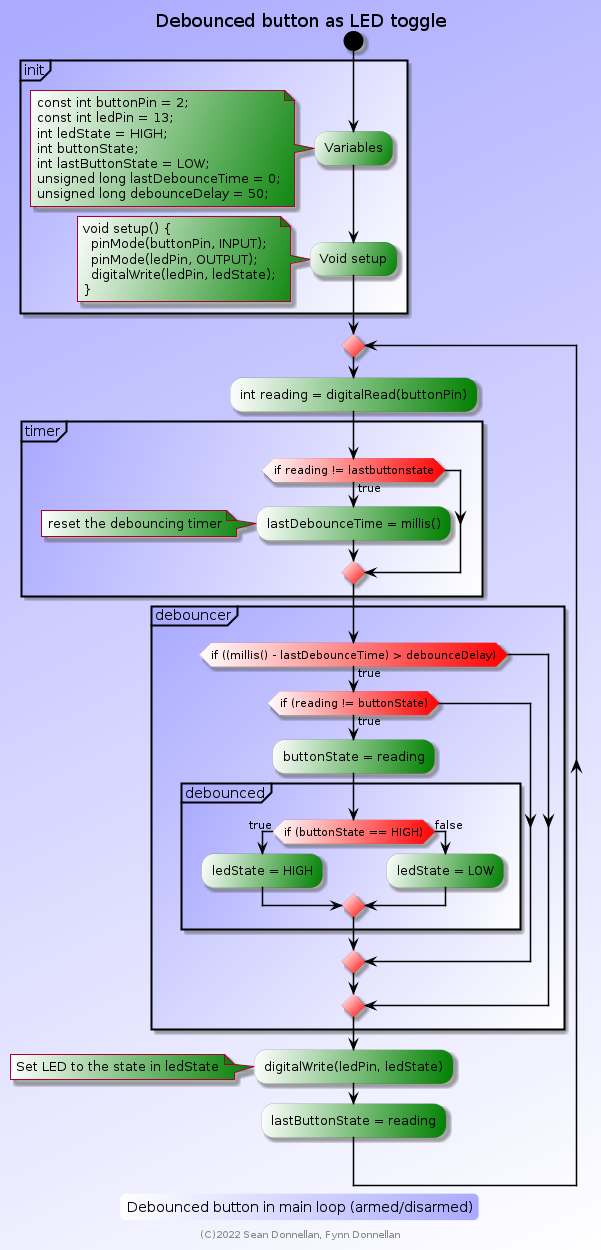 Debounced button as LED toggle
init
const int buttonPin = 2;
const int ledPin = 13;
int ledState = HIGH;
int buttonState;
int lastButtonState = LOW;
unsigned long lastDebounceTime = 0;
unsigned long debounceDelay = 50;
Variables
void setup() {
pinMode(buttonPin, INPUT);
pinMode(ledPin, OUTPUT);
digitalWrite(ledPin, ledState);
}
Void setup
int reading = digitalRead(buttonPin)
timer
if reading != lastbuttonstate
true
reset the debouncing timer
lastDebounceTime = millis()
debouncer
if ((millis() - lastDebounceTime) > debounceDelay)
true
if (reading != buttonState)
true
buttonState = reading
debounced
true
if (buttonState == HIGH)
false
ledState = HIGH
ledState = LOW
Set LED to the state in ledState
digitalWrite(ledPin, ledState)
lastButtonState = reading
Debounced button in main loop (armed/disarmed)
(C)2022 Sean Donnellan, Fynn Donnellan